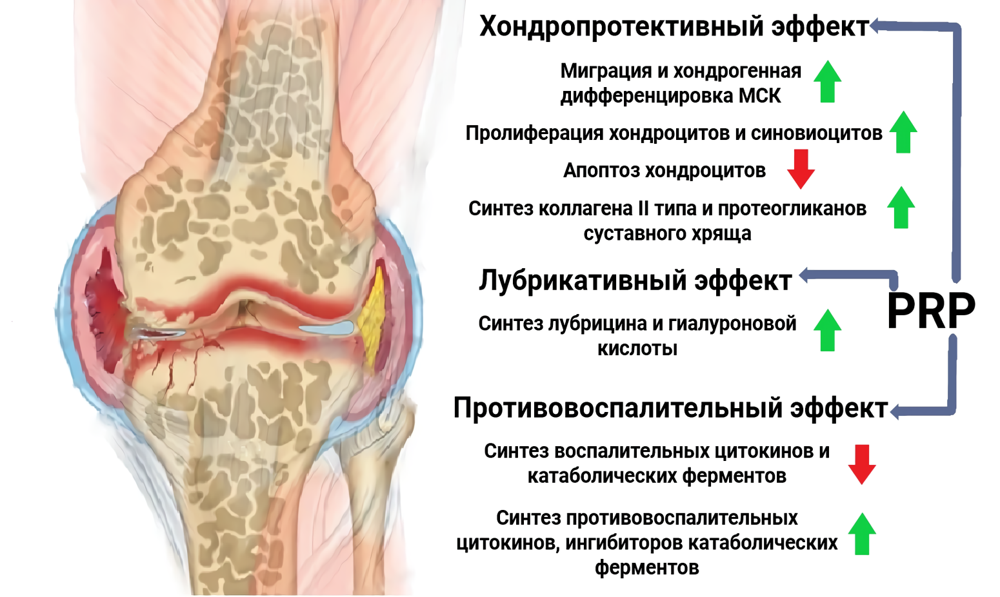 Хондропротективный эффект
Миграция и хондрогенная
дифференцировка МСК
Пролиферация хондроцитов и синовиоцитов
Апоптоз хондроцитов
Синтез коллагена II типа и протеогликанов
суставного хряща
Лубрикативный эффект
PRP
Синтез лубрицина и гиалуроновой
кислоты
Противовоспалительный эффект
Синтез воспалительных цитокинов и
катаболических ферментов
Синтез противовоспалительных
цитокинов, ингибиторов катаболических
ферментов